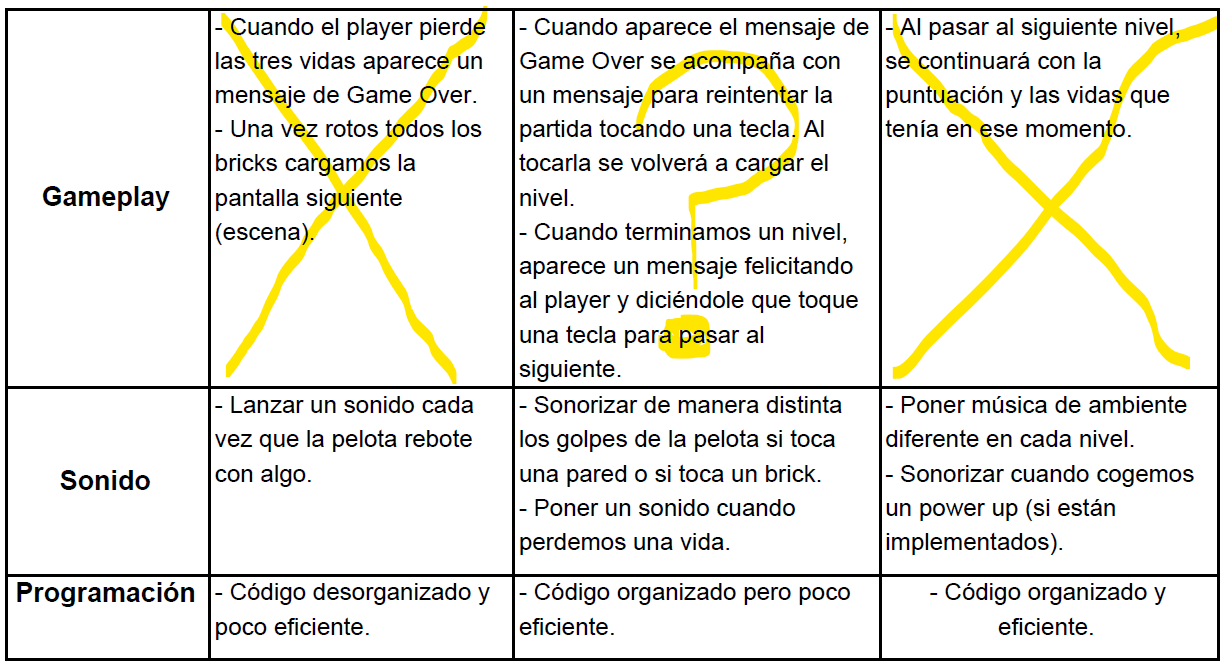 Gameplay
- Cuando el player pierde
las tres vidas aparece un
mensaje de Game Over.
- Una vez rotos todos los
bricks cargamos la
pantalla siguiente
(escena).
- Cuando aparece el mensaje de
Game Over se acompaña con
un mensaje para reintentar la
partida tocando una tecla. Al
tocarla se volverá a cargar el
nivel.
- Cuando terminamos un nivel,
aparece un mensaje felicitando
al player y diciéndole que toque
una tecla para pasar al
siguiente.
- Al pasar al siguiente nivel,
se continuará con la
puntuación y las vidas que
tenía en ese momento.
Sonido
- Lanzar un sonido cada
vez que la pelota rebote
con algo.
- Sonorizar de manera distinta
los golpes de la pelota si toca
una pared o si toca un brick.
- Poner un sonido cuando
perdemos una vida.
- Poner música de ambiente
diferente en cada nivel.
- Sonorizar cuando cogemos
un power up (si están
implementados).
Programación
- Código desorganizado y
poco eficiente.
- Código organizado pero poco
eficiente.
- Código organizado y
eficiente.